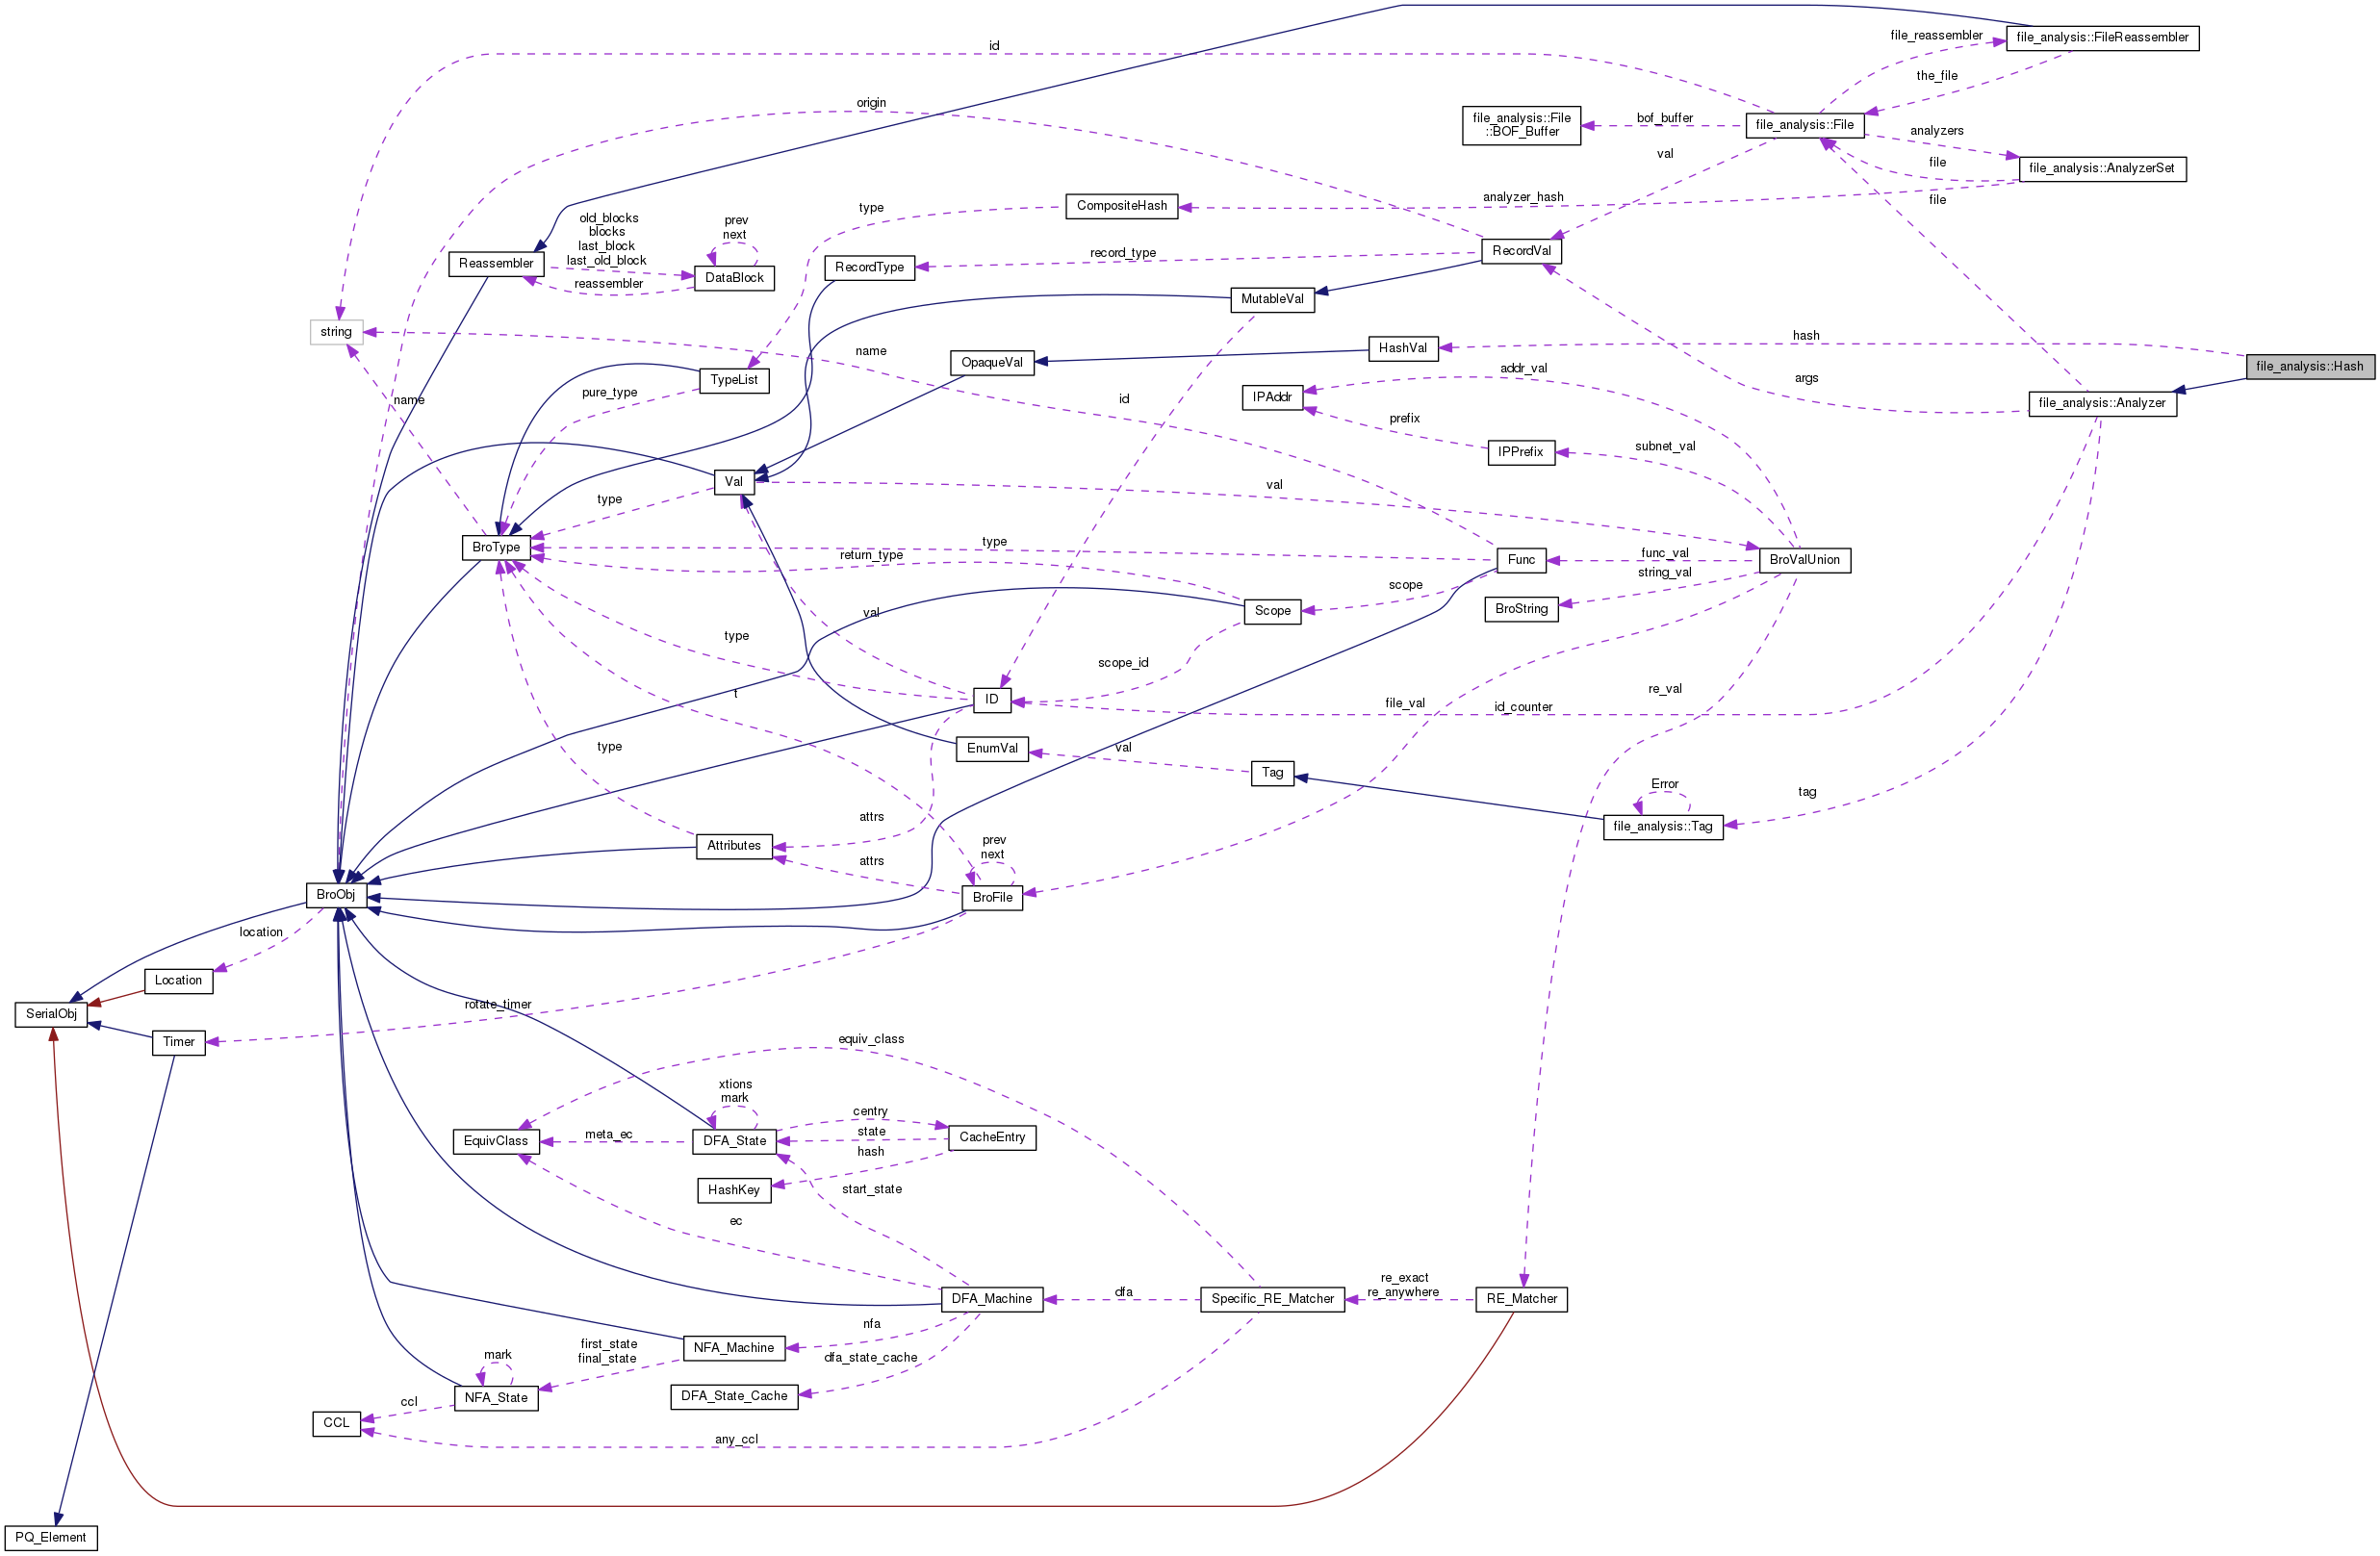 id
file_reassembler
file_analysis::FileReassembler
the_file
origin
file_analysis::File
::BOF_Buffer
bof_buffer
file_analysis::File
analyzers
val
file
file_analysis::AnalyzerSet
analyzer_hash
file
type
CompositeHash
old_blocks
blocks
last_block
last_old_block
prev
next
Reassembler
DataBlock
reassembler
RecordType
record_type
RecordVal
MutableVal
string
name
hash
HashVal
OpaqueVal
TypeList
pure_type
name
addr_val
file_analysis::Hash
args
IPAddr
id
prefix
file_analysis::Analyzer
subnet_val
IPPrefix
Val
type
val
BroType
type
return_type
Func
func_val
BroValUnion
string_val
scope
BroString
Scope
val
type
scope_id
t
ID
file_val
id_counter
re_val
type
EnumVal
val
Tag
Error
tag
attrs
file_analysis::Tag
Attributes
prev
next
attrs
BroObj
BroFile
location
Location
SerialObj
rotate_timer
Timer
equiv_class
xtions
mark
centry
EquivClass
meta_ec
DFA_State
state
CacheEntry
hash
HashKey
start_state
ec
re_exact
re_anywhere
DFA_Machine
dfa
Specific_RE_Matcher
RE_Matcher
nfa
NFA_Machine
first_state
final_state
mark
dfa_state_cache
NFA_State
DFA_State_Cache
ccl
CCL
any_ccl
PQ_Element